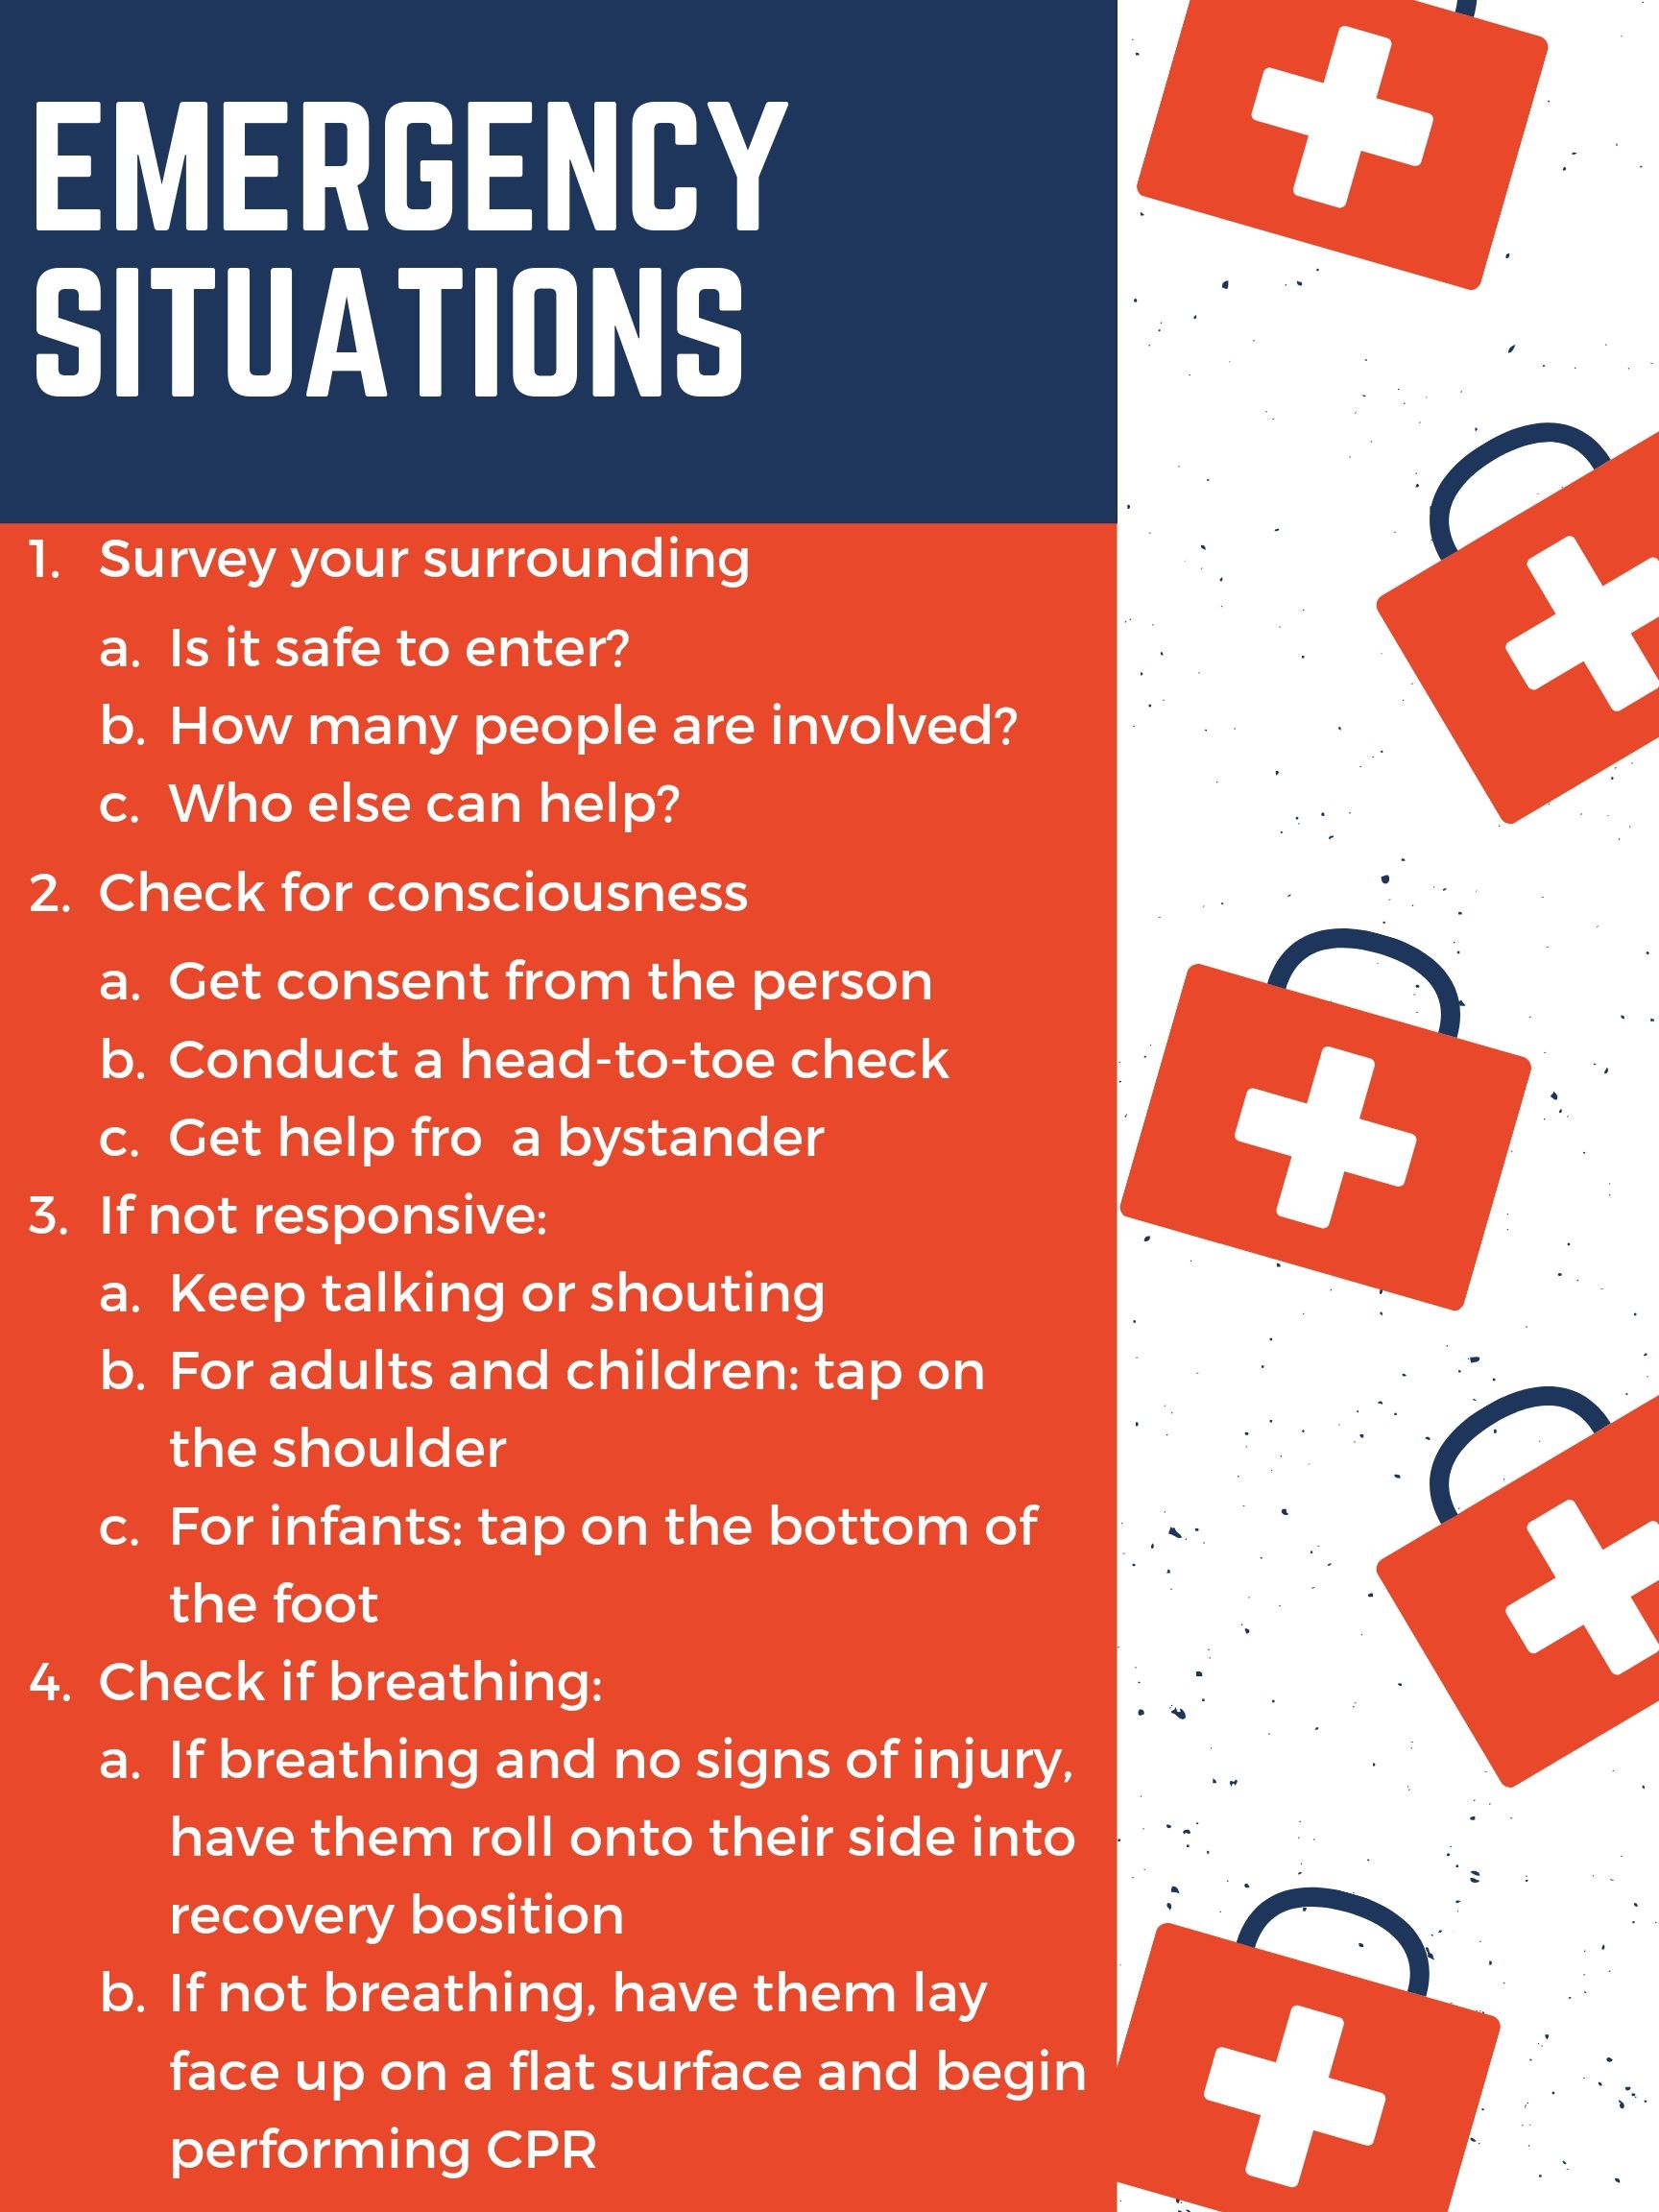 EMERGENCY
SITUATIONS
1. Survey your surrounding
a. Is it safe to enter?
b. How many people are involved?
c. Who else can help?
2. Check for consciousness
a. Get consent from the person
b. Conduct a head-to-toe check
c. Get help fro  a bystander
3. If not responsive:
a. Keep talking or shouting
b. For adults and children: tap on
the shoulder
c. For infants: tap on the bottom of
the foot
4. Check if breathing:
a. If breathing and no signs of injury,
have them roll onto their side into
recovery bosition
b. If not breathing, have them lay
face up on a flat surface and begin
performing CPR